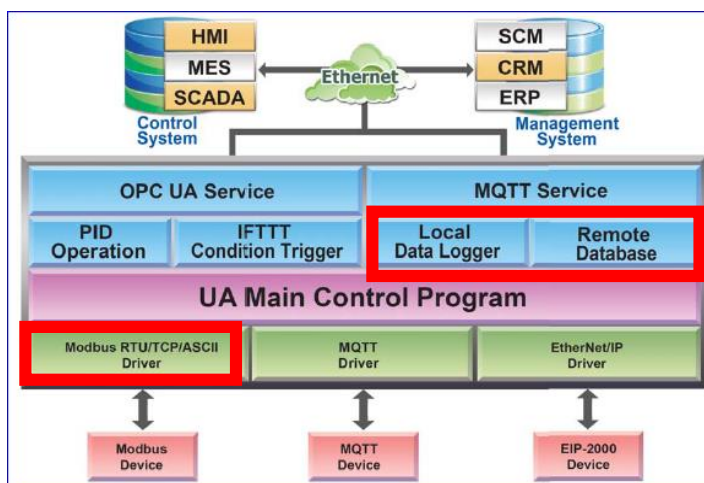 HMI
MES
SCADA
Control
System
Ethernet
SCM
CRM
ERP
Management
System
OPC UA Service
MQTT Service
PID
Operation
IFTTT
Condition Trigger
Local
Data Logger
Remote
Database
UA Main Control Program
Modbus RTU/TCP/ASCII
Driver
MQTT
Driver
EtherNet/IP
Driver
Modbus
Device
MQTT
Device
EIP-2000
Device